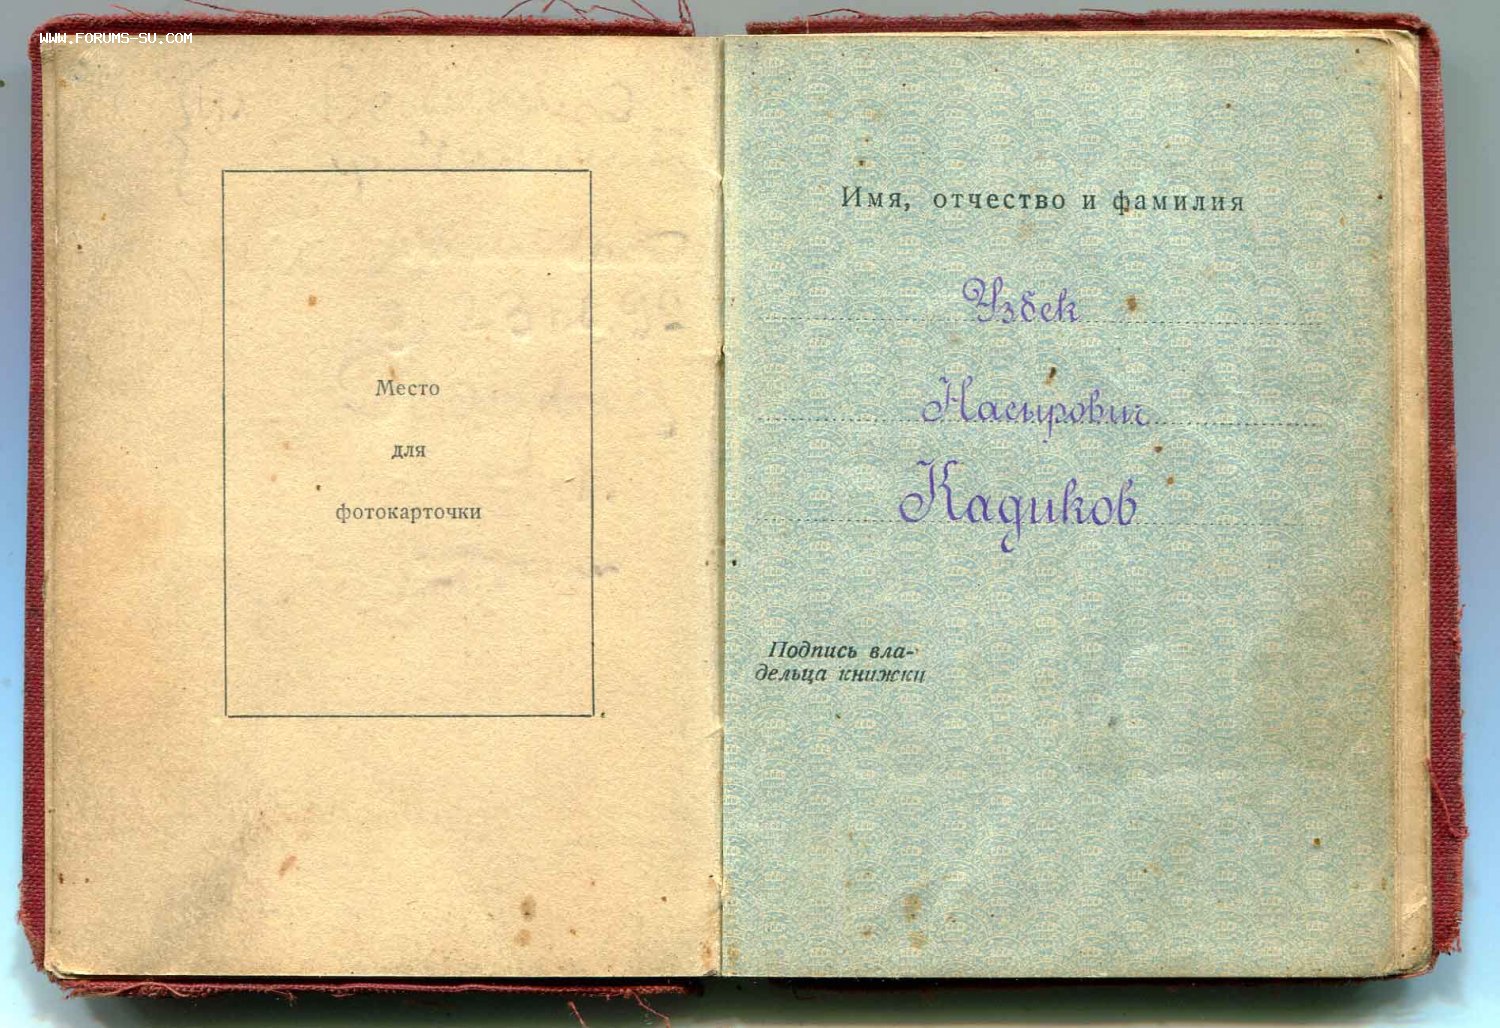 WWW.FORUMS-SU.COM
Место
для
фотокарточки
Имя, отчество и фамилия
Узбек
Насырович
Кадиков
Подпись вла-
дельца книжки